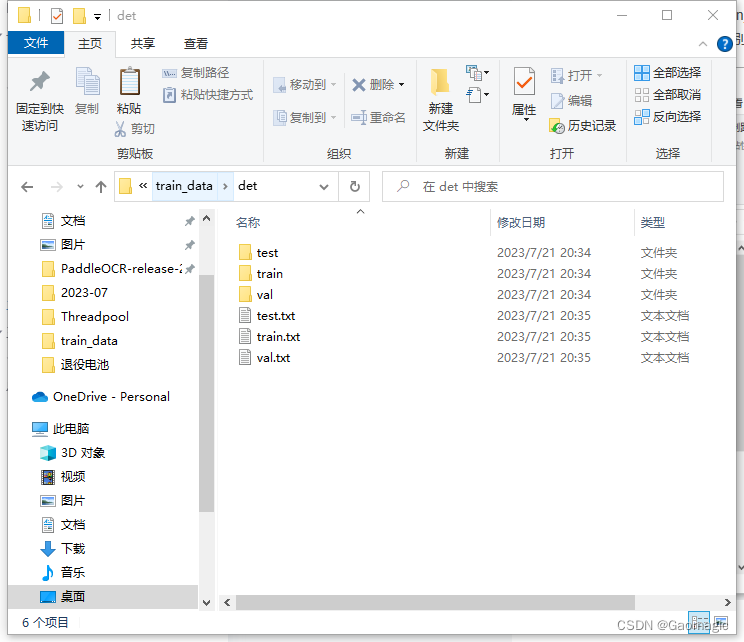 det
文件 主页 共享 查看
固定到快速访问
复制
粘贴
复制路径
粘贴快捷方式
剪切
剪贴板
移动到
复制到
删除
重命名
组织
新建
文件夹
新建
属性
打开
编辑
历史记录
打开
全部选择
全部取消
反向选择
选择
« train_data › det
在 det 中搜索
文档
图片
PaddleOCR-release-2
2023-07
Threadpool
train_data
退役电池
OneDrive - Personal
此电脑
3D 对象
视频
图片
文档
下载
音乐
桌面
名称 修改日期 类型
test 2023/7/21 20:34 文件夹
train 2023/7/21 20:34 文件夹
val 2023/7/21 20:34 文件夹
test.txt 2023/7/21 20:35 文本文档
train.txt 2023/7/21 20:35 文本文档
val.txt 2023/7/21 20:35 文本文档
6 个项目
CSDN @Gaomagic